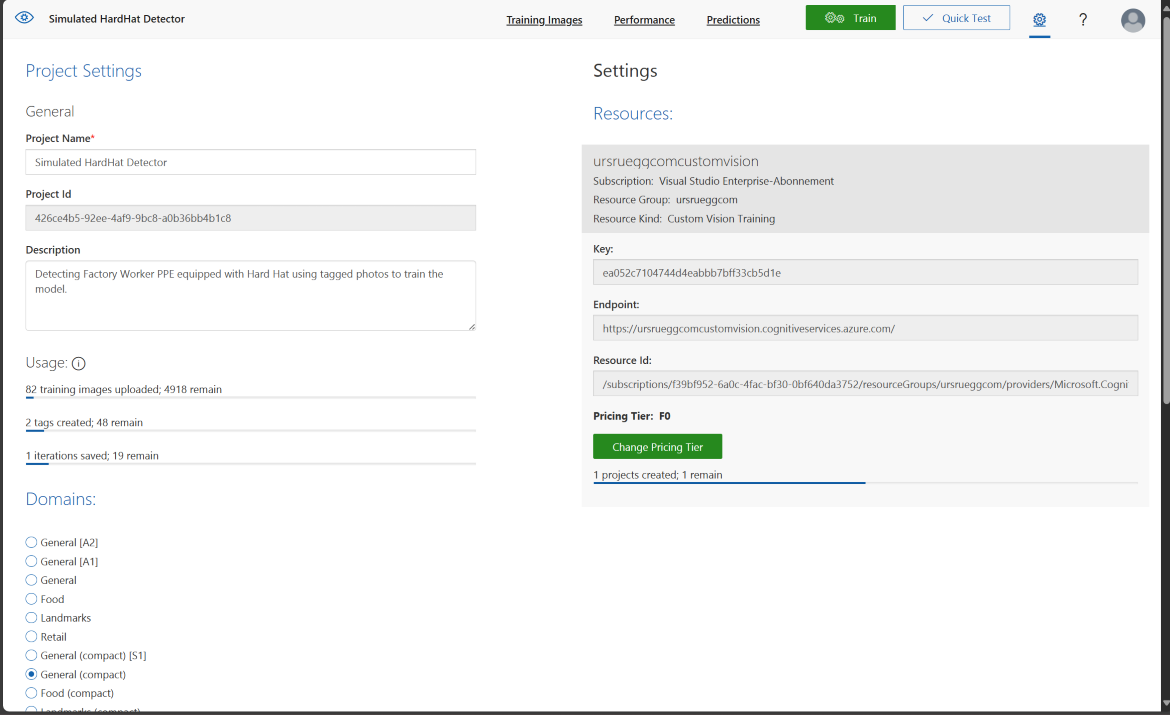 Simulated HardHat Detector
Training Images
Performance
Predictions
Train
Quick Test
?
Project Settings
General
Project Name*
Simulated HardHat Detector
Project Id
426ce4b5-92ee-4af9-9bc8-a0b36bb4b1c8
Description
Detecting Factory Worker PPE equipped with Hard Hat using tagged photos to train the
model.
Usage:
82 training images uploaded; 4918 remain
2 tags created; 48 remain
1 iterations saved; 19 remain
Domains:
General [A2]
General [A1]
General
Food
Landmarks
Retail
General (compact) [S1]
General (compact)
Food (compact)
Landmarks (compact)
Settings
Resources:
ursrueggcomcustomvision
Subscription: Visual Studio Enterprise-Abonnement
Resource Group: ursrueggcom
Resource Kind: Custom Vision Training
Key:
ea052c7104744d4eabbb7bff33cb5d1e
Endpoint:
https://ursrueggcomcustomvision.cognitiveservices.azure.com/
Resource Id:
/subscriptions/f39bf952-6a0c-4fac-bf30-0bf640da3752/resourceGroups/ursrueggcom/providers/Microsoft.Cogni
Pricing Tier: F0
Change Pricing Tier
1 projects created; 1 remain